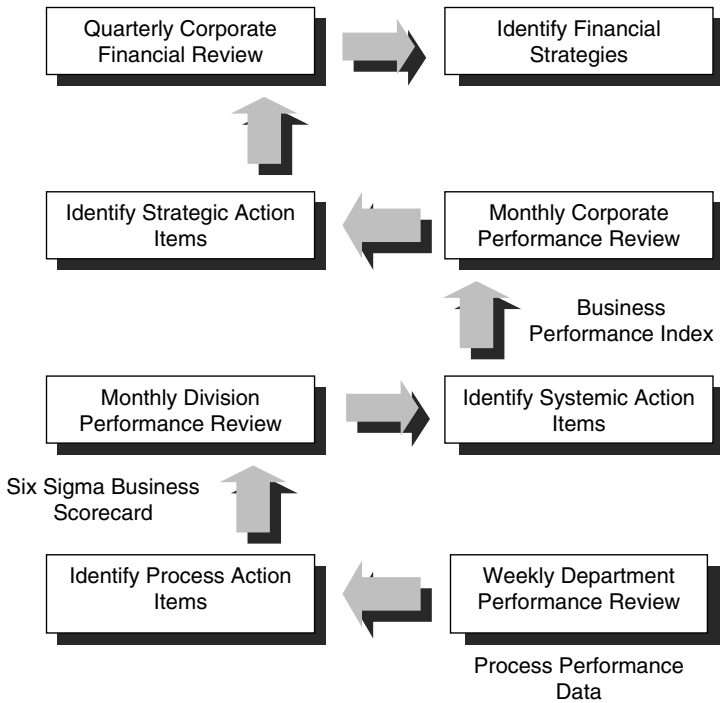 Quarterly Corporate
Financial Review
Identify Financial
Strategies
Identify Strategic Action
Items
Monthly Corporate
Performance Review
Business
Performance Index
Monthly Division
Performance Review
Identify Systemic Action
Items
Six Sigma Business
Scorecard
Identify Process Action
Items
Weekly Department
Performance Review
Process Performance
Data